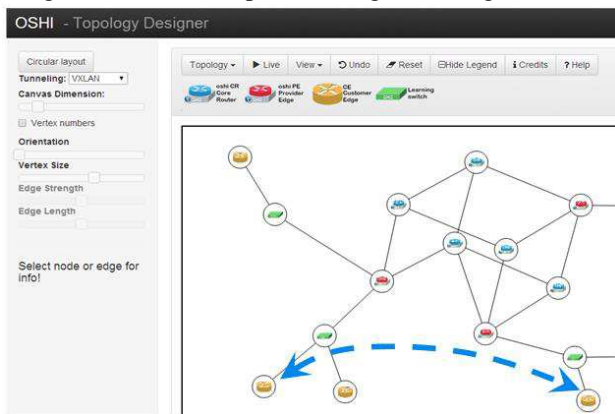 OSHI - Topology Designer
Circular layout
Tunneling: VXLAN
Canvas Dimension:
Vertex numbers
Orientation
Vertex Size
Edge Strength
Edge Length
Select node or edge for
info!
Topology Live View Undo Reset Hide Legend Credits ? Help
oshi CR
Core
Router
oshi PE
Provider
Edge
CE
Customer
Edge
Learning
switch